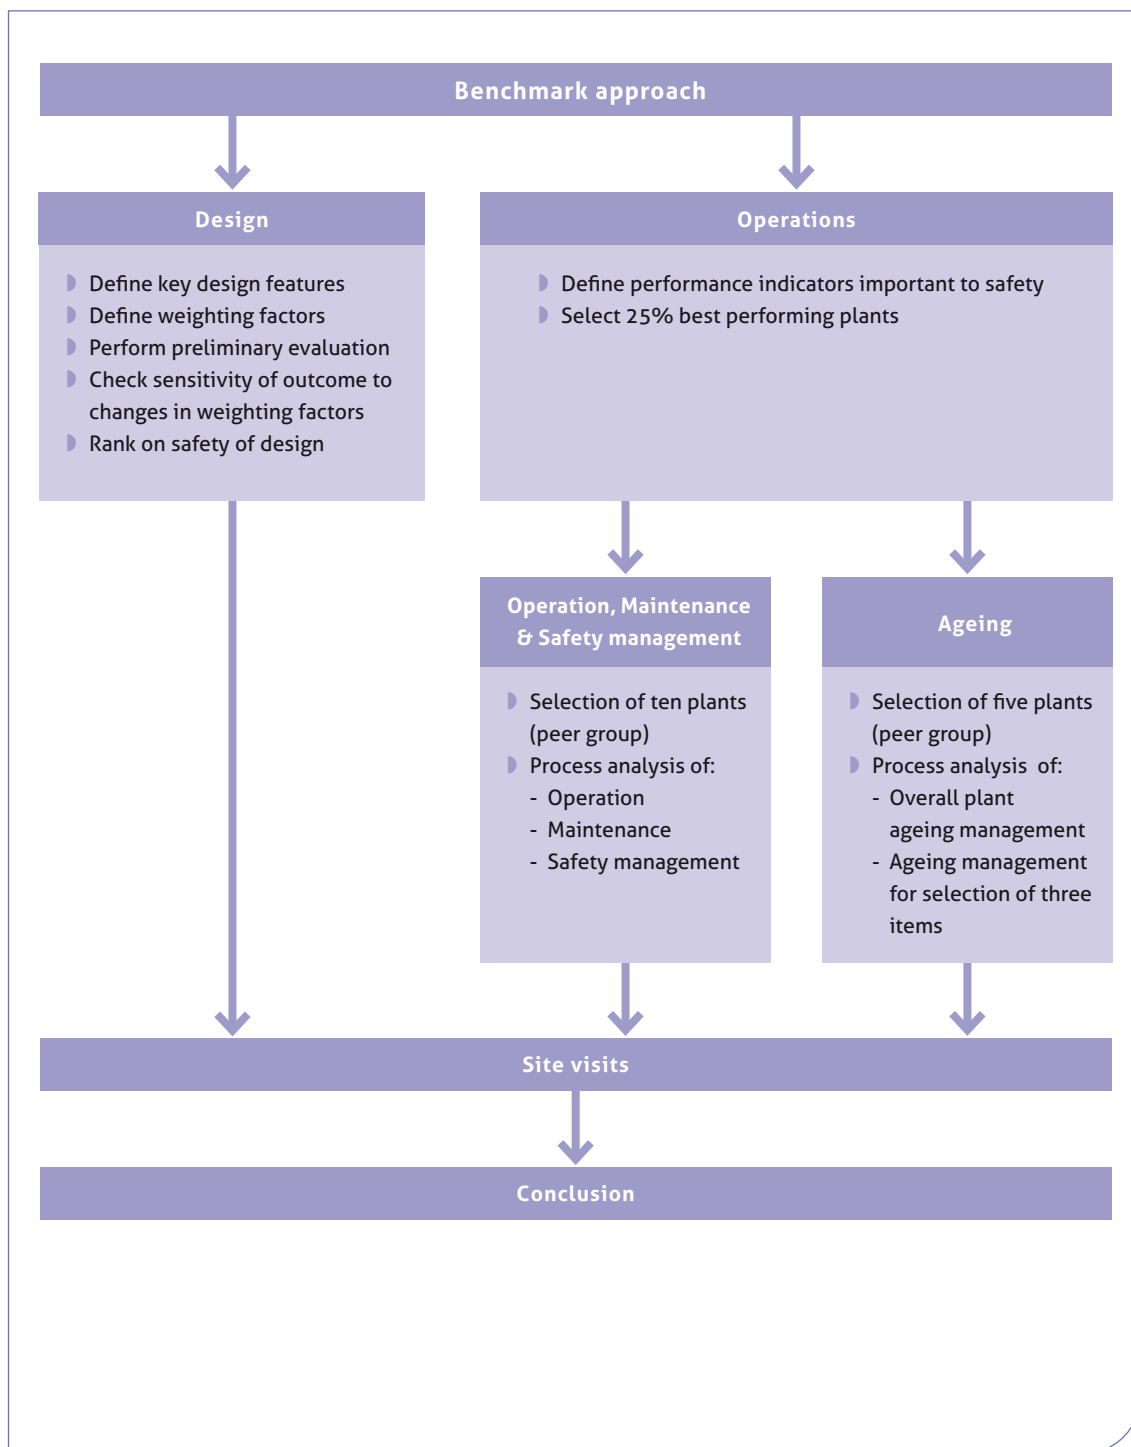 Benchmark approach
Design
Define key design features
Define weighting factors
Perform preliminary evaluation
Check sensitivity of outcome to
changes in weighting factors
Rank on safety of design
Operations
Define performance indicators important to safety
Select 25% best performing plants
Operation, Maintenance
& Safety management
Selection of ten plants
(peer group)
Process analysis of:
- Operation
- Maintenance
- Safety management
Ageing
Selection of five plants
(peer group)
Process analysis of:
- Overall plant
ageing management
- Ageing management
for selection of three
items
Site visits
Conclusion